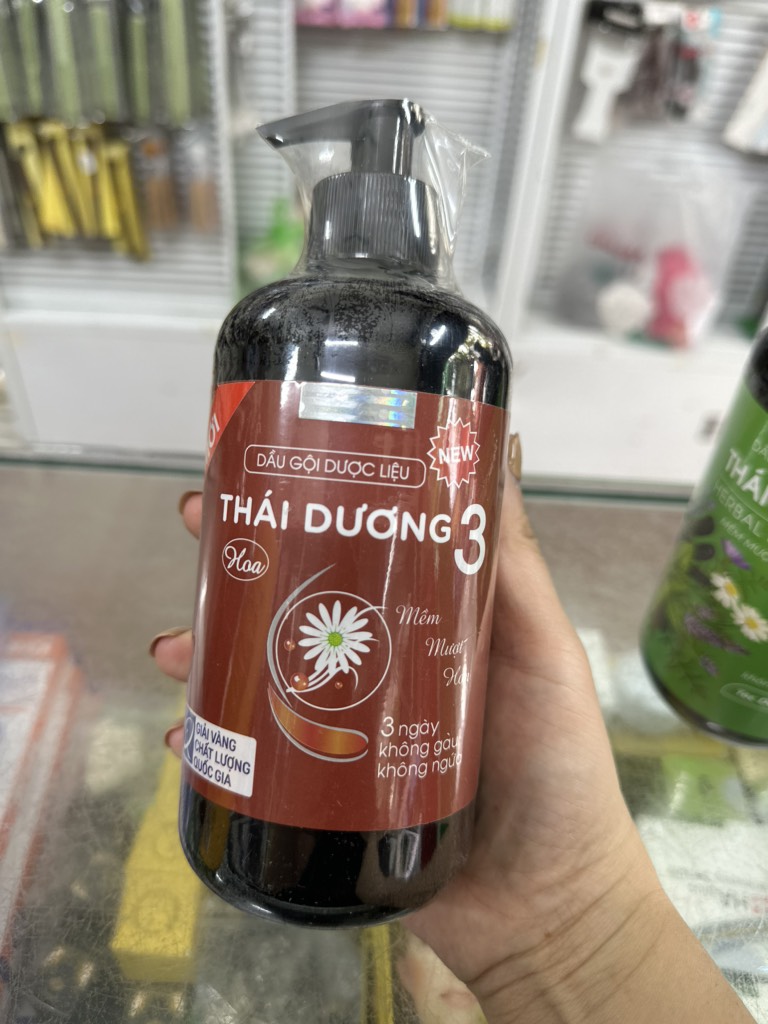 DẦU GỘI DƯỢC LIỆU
NEW
THÁI DƯƠNG 3
Hoa
Mềm
Mượt
3 ngày
không gàu
không ngứa
GIẢI VÀNG
CHẤT LƯỢNG
QUỐC GIA
HERBAL